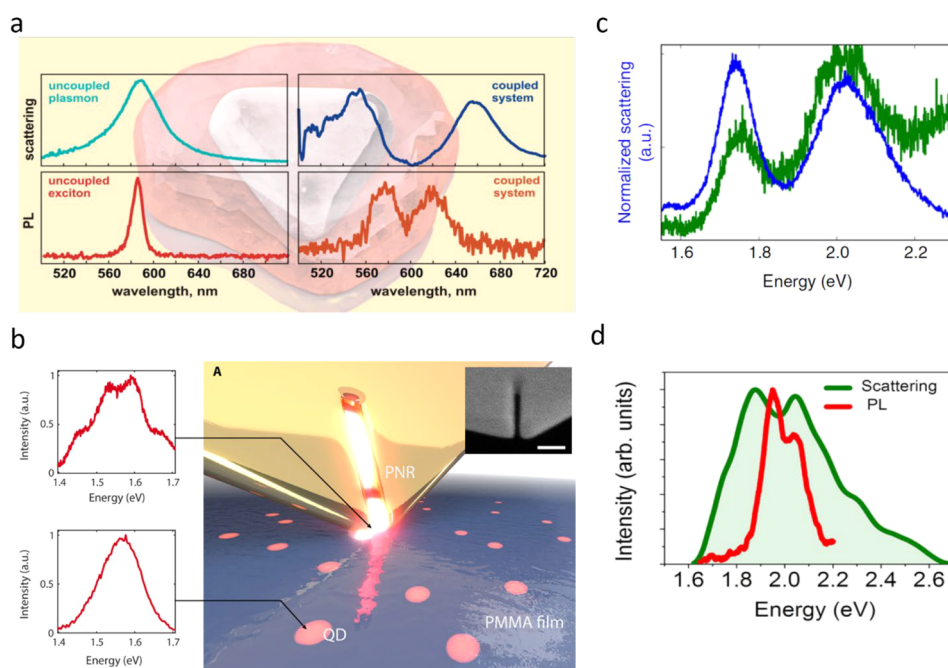 a
scattering
uncoupled
plasmon
coupled
system
PL
uncoupled
exciton
coupled
system
520 560 600 640 680
520 560 600 640 680 720
wavelength, nm
wavelength, nm
b
Intensity (a.u.)
1
0.5
0
1.4 1.5 1.6 1.7
Energy (eV)
Intensity (a.u.)
1
0.5
0
1.4 1.5 1.6 1.7
Energy (eV)
A
PNR
QD
PMMA film
c
Normalized scattering
(a.u.)
1.6 1.8 2.0 2.2
Energy (eV)
d
Intensity (arb. units)
Scattering
PL
1.6 1.8 2.0 2.2 2.4 2.6
Energy (eV)